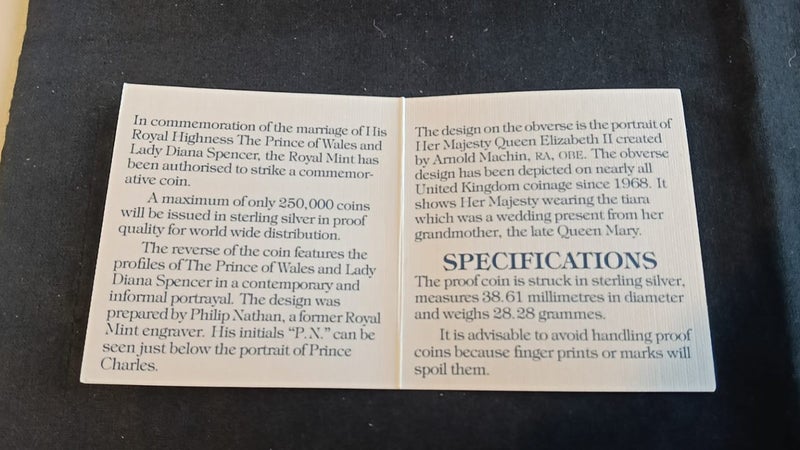 In commemoration of the marriage of His
Royal Highness The Prince of Wales and
Lady Diana Spencer, the Royal Mint has
been authorised to strike a commemor-
ative coin.
A maximum of only 250,000 coins
will be issued in sterling silver in proof
quality for world wide distribution.
The reverse of the coin features the
profiles of The Prince of Wales and Lady
Diana Spencer in a contemporary and
informal portrayal. The design was
prepared by Philip Nathan, a former Royal
Mint engraver. His initials “P.N.” can be
seen just below the portrait of Prince
Charles.
The design on the obverse is the portrait of
Her Majesty Queen Elizabeth II created
by Arnold Machin, RA, OBE. The obverse
design has been depicted on nearly all
United Kingdom coinage since 1968. It
shows Her Majesty wearing the tiara
which was a wedding present from her
grandmother, the late Queen Mary.
SPECIFICATIONS
The proof coin is struck in sterling silver,
measures 38.61 millimetres in diameter
and weighs 28.28 grammes.
It is advisable to avoid handling proof
coins because finger prints or marks will
spoil them.